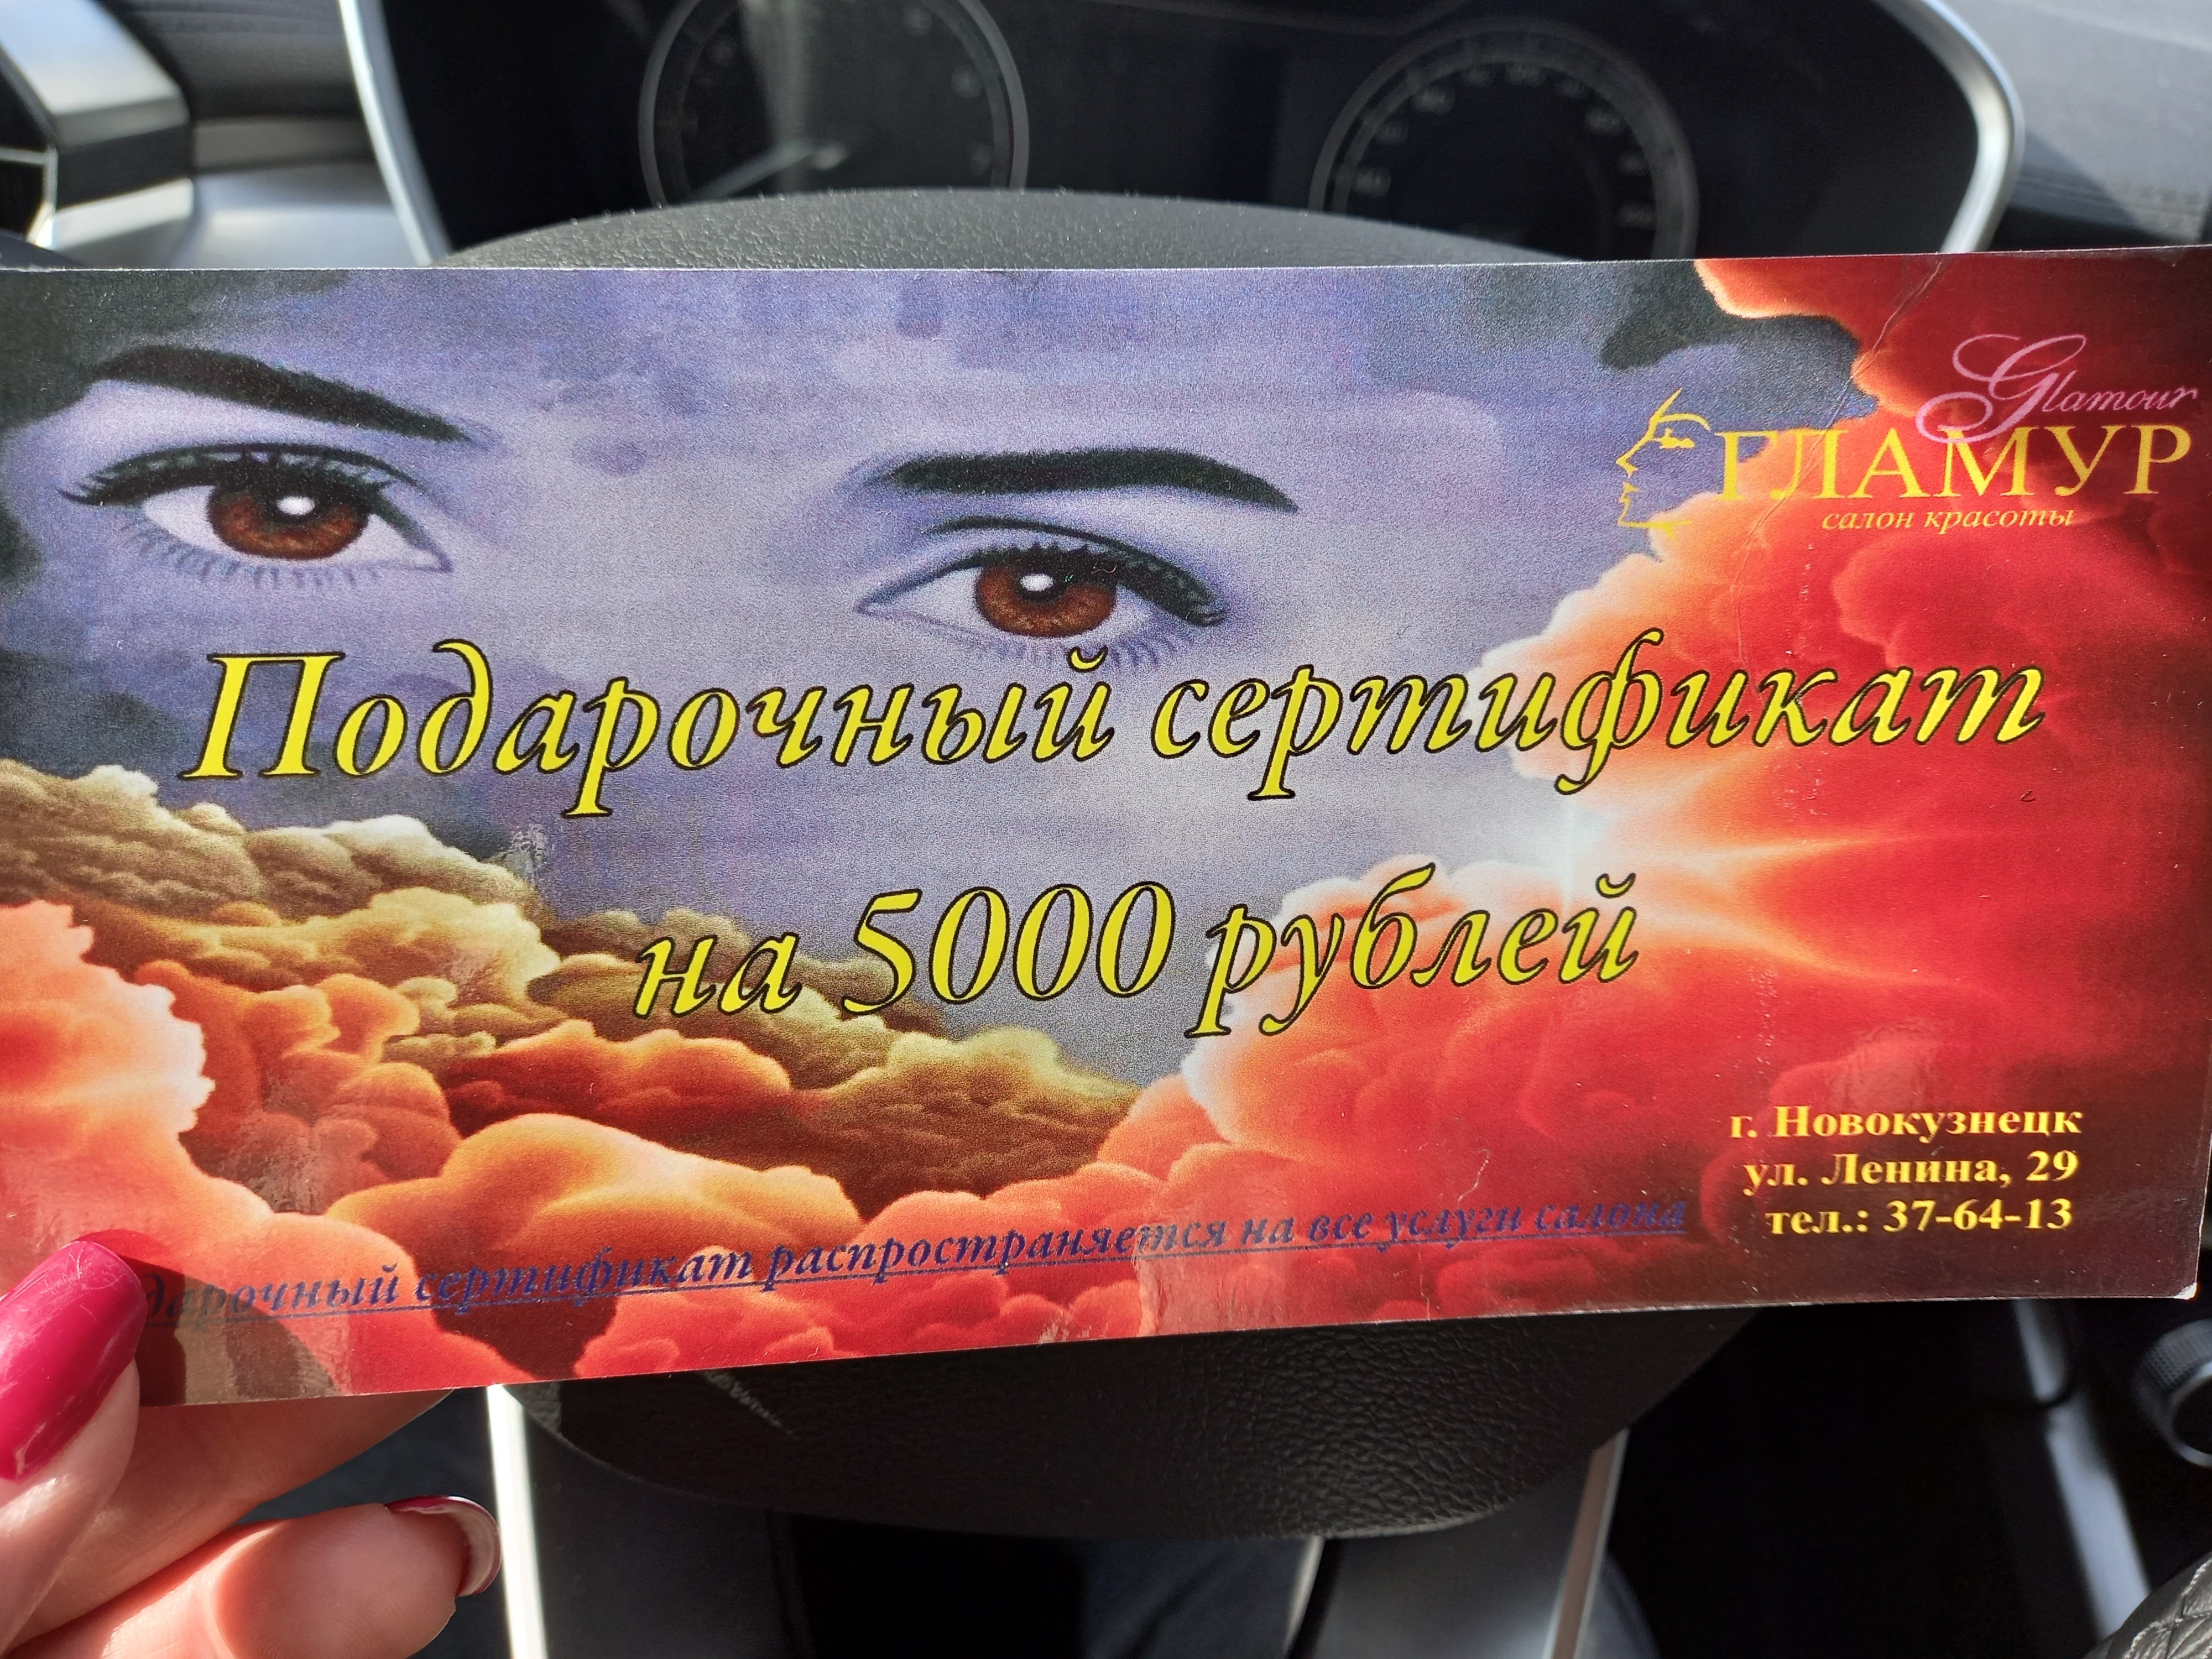 Glamour
ГЛАМУР
салон красоты
Подарочный сертификат
на 5000 рублей
г. Новокузнецк
ул. Ленина, 29
тел.: 37-64-13
сертификат распространяется на все услуги салона